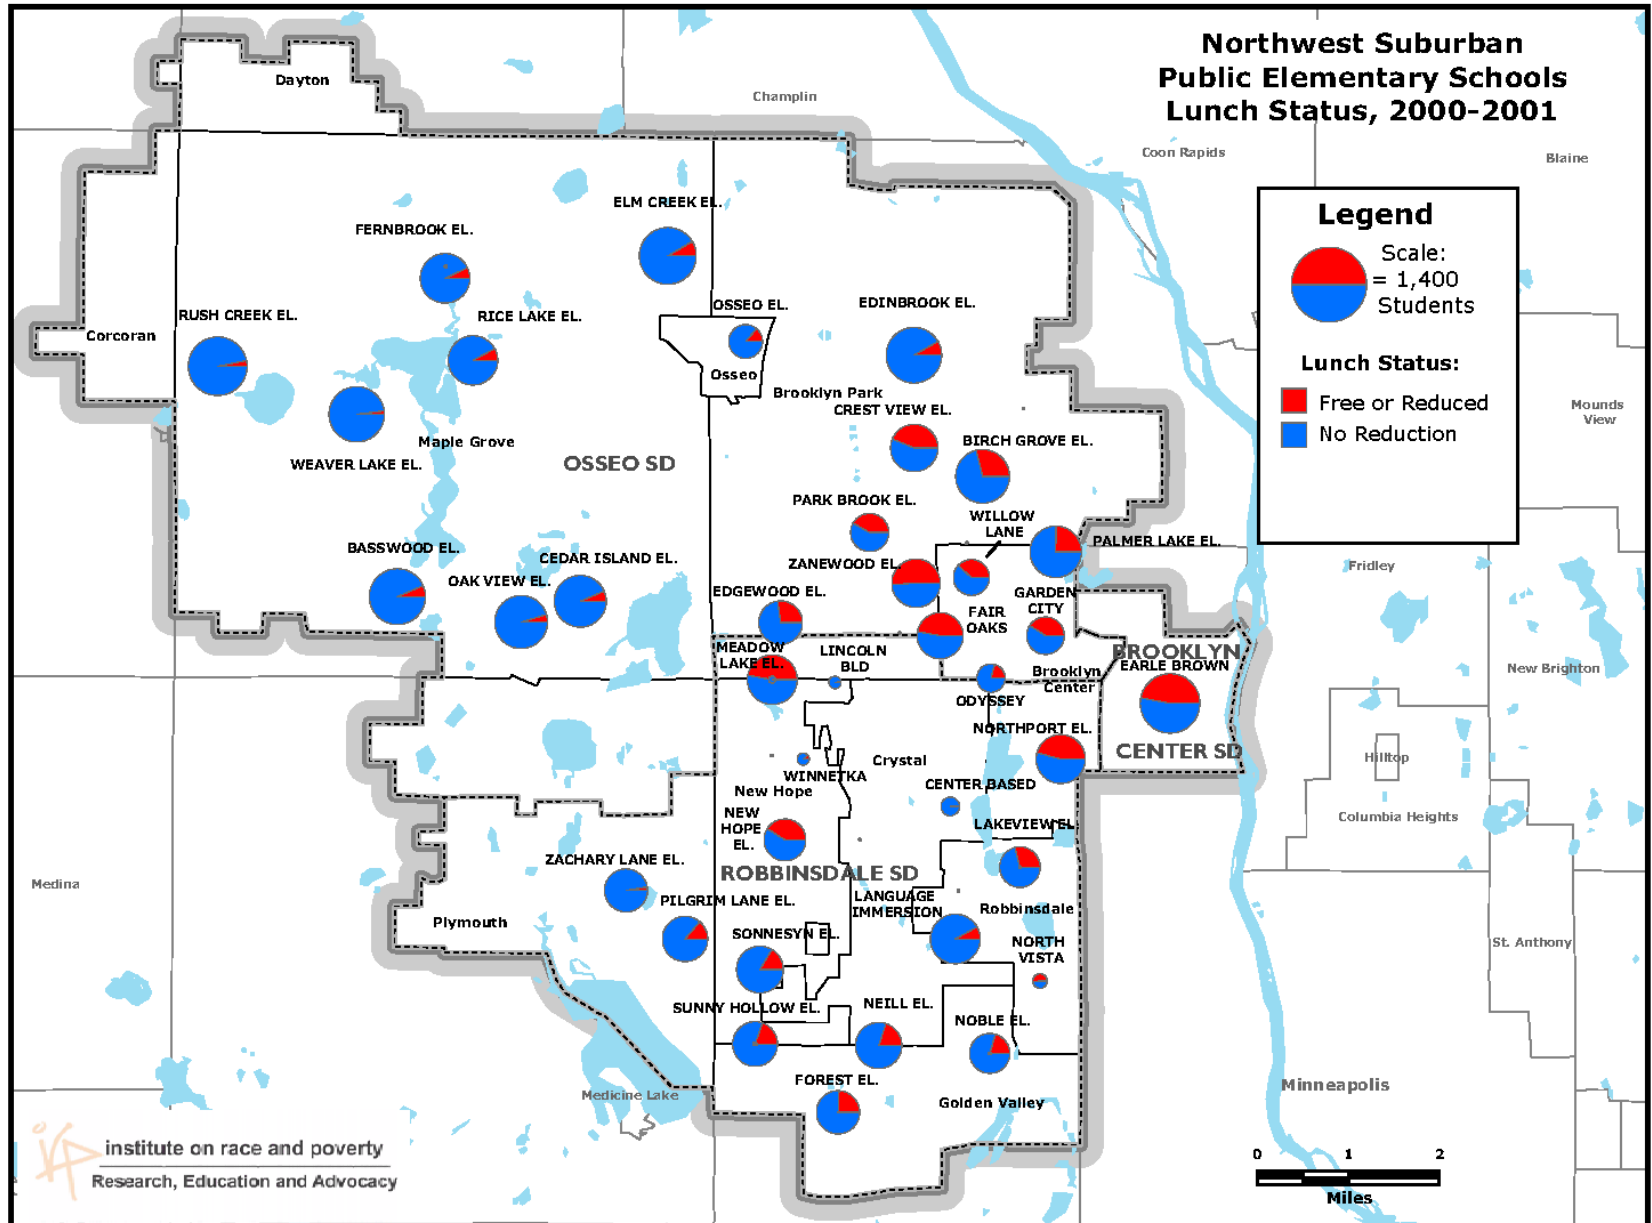 Northwest Suburban
Public Elementary Schools
Lunch Status, 2000-2001
Dayton
Champlin
Coon Rapids
Blaine
Legend
Scale:
= 1,400
Students
Lunch Status:
Free or Reduced
No Reduction
ELM CREEK EL.
FERNBROOK EL.
RUSH CREEK EL.
RICE LAKE EL.
OSSEO EL.
EDINBROOK EL.
Corcoran
Osseo
Brooklyn Park
CREST VIEW EL.
Mounds
View
Maple Grove
BIRCH GROVE EL.
WEAVER LAKE EL.
OSSEO SD
PARK BROOK EL.
WILLOW
LANE
PALMER LAKE EL.
BASSWOOD EL.
CEDAR ISLAND EL.
ZANEWOOD EL.
Fridley
OAK VIEW EL.
EDGEWOOD EL.
GARDEN
CITY
FAIR
OAKS
MEADOW
LAKE EL.
LINCOLN
BLD
BROOKLYN
EARLE BROWN
New Brighton
Brooklyn
Center
ODYSSEY
NORTHPORT EL.
CENTER SD
Crystal
Hilltop
WINNETKA
CENTER BASED
New Hope
NEW
HOPE
EL.
LAKEVIEW EL.
Columbia Heights
ZACHARY LANE EL.
ROBBINSDALE SD
Medina
PILGRIM LANE EL.
LANGUAGE
IMMERSION
Robbinsdale
Plymouth
SONNESYN EL.
NORTH
VISTA
St. Anthony
SUNNY HOLLOW EL.
NEILL EL.
NOBLE EL.
FOREST EL.
Minneapolis
Medicine Lake
Golden Valley
institute on race and poverty
Research, Education and Advocacy
0 1 2
Miles